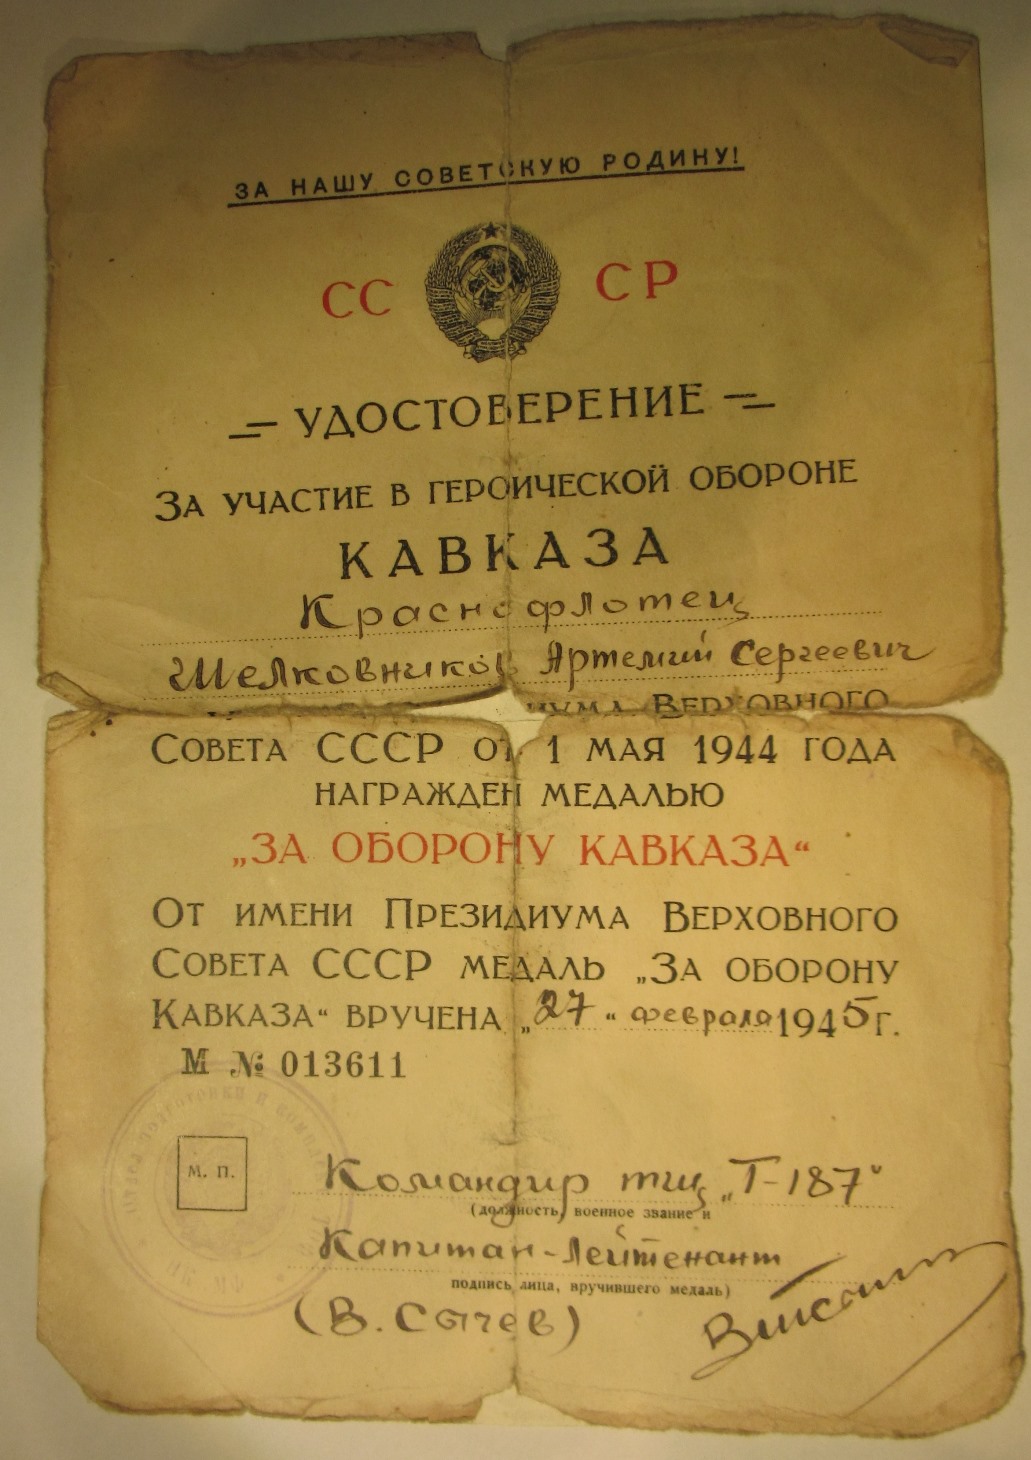 ЗА НАШУ СОВЕТСКУЮ РОДИНУ!
СС СР
УДОСТОВЕРЕНИЕ
ЗА УЧАСТИЕ В ГЕРОИЧЕСКОЙ ОБОРОНЕ
КАВКАЗА
Краснофлотец
Шелковников Артемий Сергеевич
ВЕРХОВНОГО
СОВЕТА СССР ОТ 1 МАЯ 1944 ГОДА
НАГРАЖДЕН МЕДАЛЬЮ
„ЗА ОБОРОНУ КАВКАЗА“
ОТ ИМЕНИ ПРЕЗИДИУМА ВЕРХОВНОГО
СОВЕТА СССР МЕДАЛЬ „ЗА ОБОРОНУ
КАВКАЗА“ ВРУЧЕНА „27“ февраля 1945 г.
М № 013611
М. П.
Командир тщ „Т-187“
(должность, военное звание и
Капитан-Лейтенант
подпись лица, вручившего медаль)
(В. Сычев)